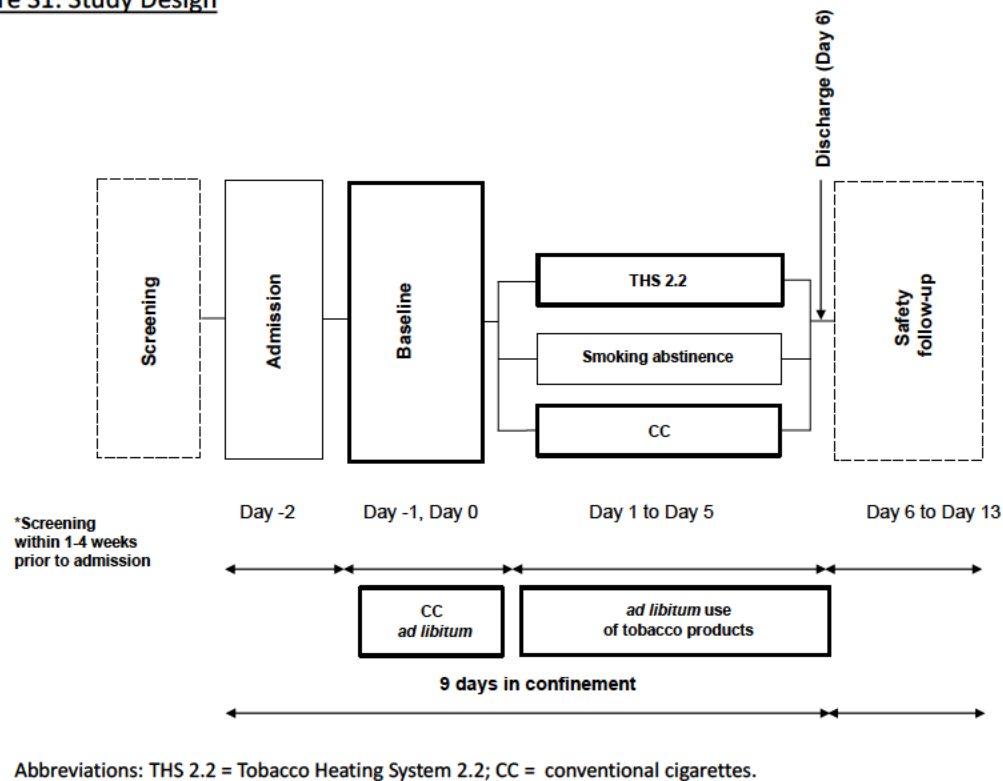 re S1. Study Design
Discharge (Day 6)
Screening
Admission
Baseline
THS 2.2
Smoking abstinence
CC
Safety
follow-up
*Screening
within 1-4 weeks
prior to admission
Day -2
Day -1, Day 0
Day 1 to Day 5
Day 6 to Day 13
CC
ad libitum
ad libitum use
of tobacco products
9 days in confinement
Abbreviations: THS 2.2 = Tobacco Heating System 2.2; CC = conventional cigarettes.